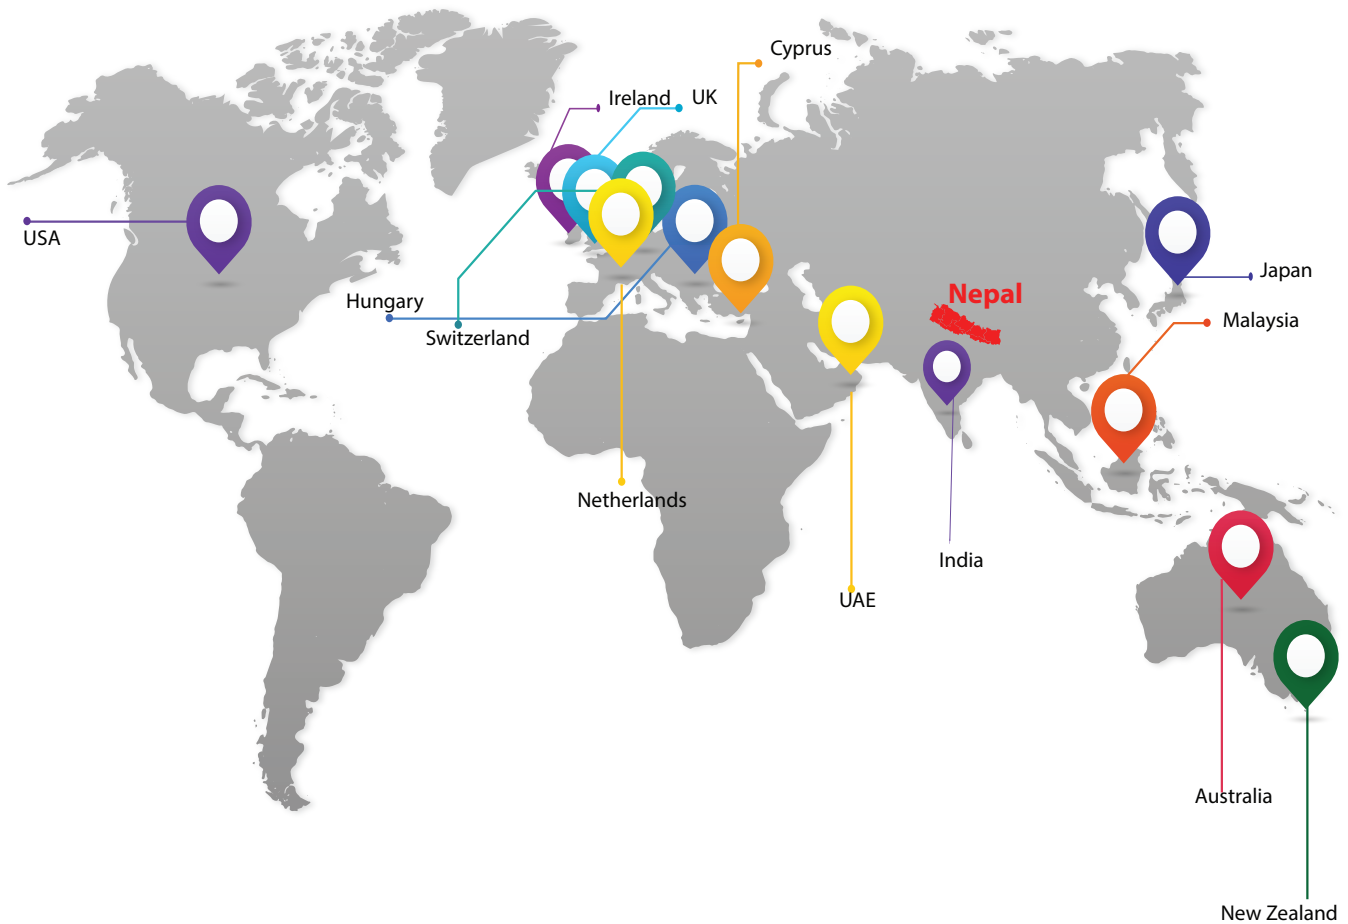 Cyprus
Ireland
UK
USA
Japan
Nepal
Hungary
Malaysia
Switzerland
Netherlands
India
UAE
Australia
New Zealand